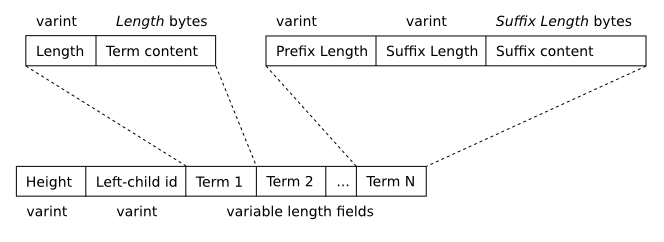 varint Length bytes varint varint Suffix Length bytes
Length Term content Prefix Length Suffix Length Suffix content
Height Left-child id Term 1 Term 2 ... Term N
varint varint variable length fields